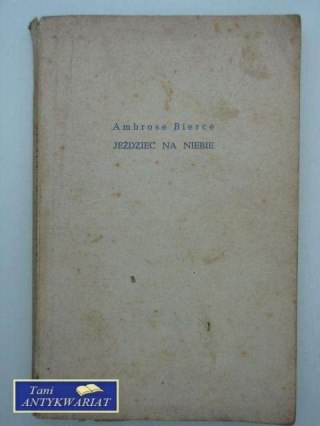 Ambrose Bierce
JEŹDZIEC NA NIEBIE
Tani
ANTYKWARIAT